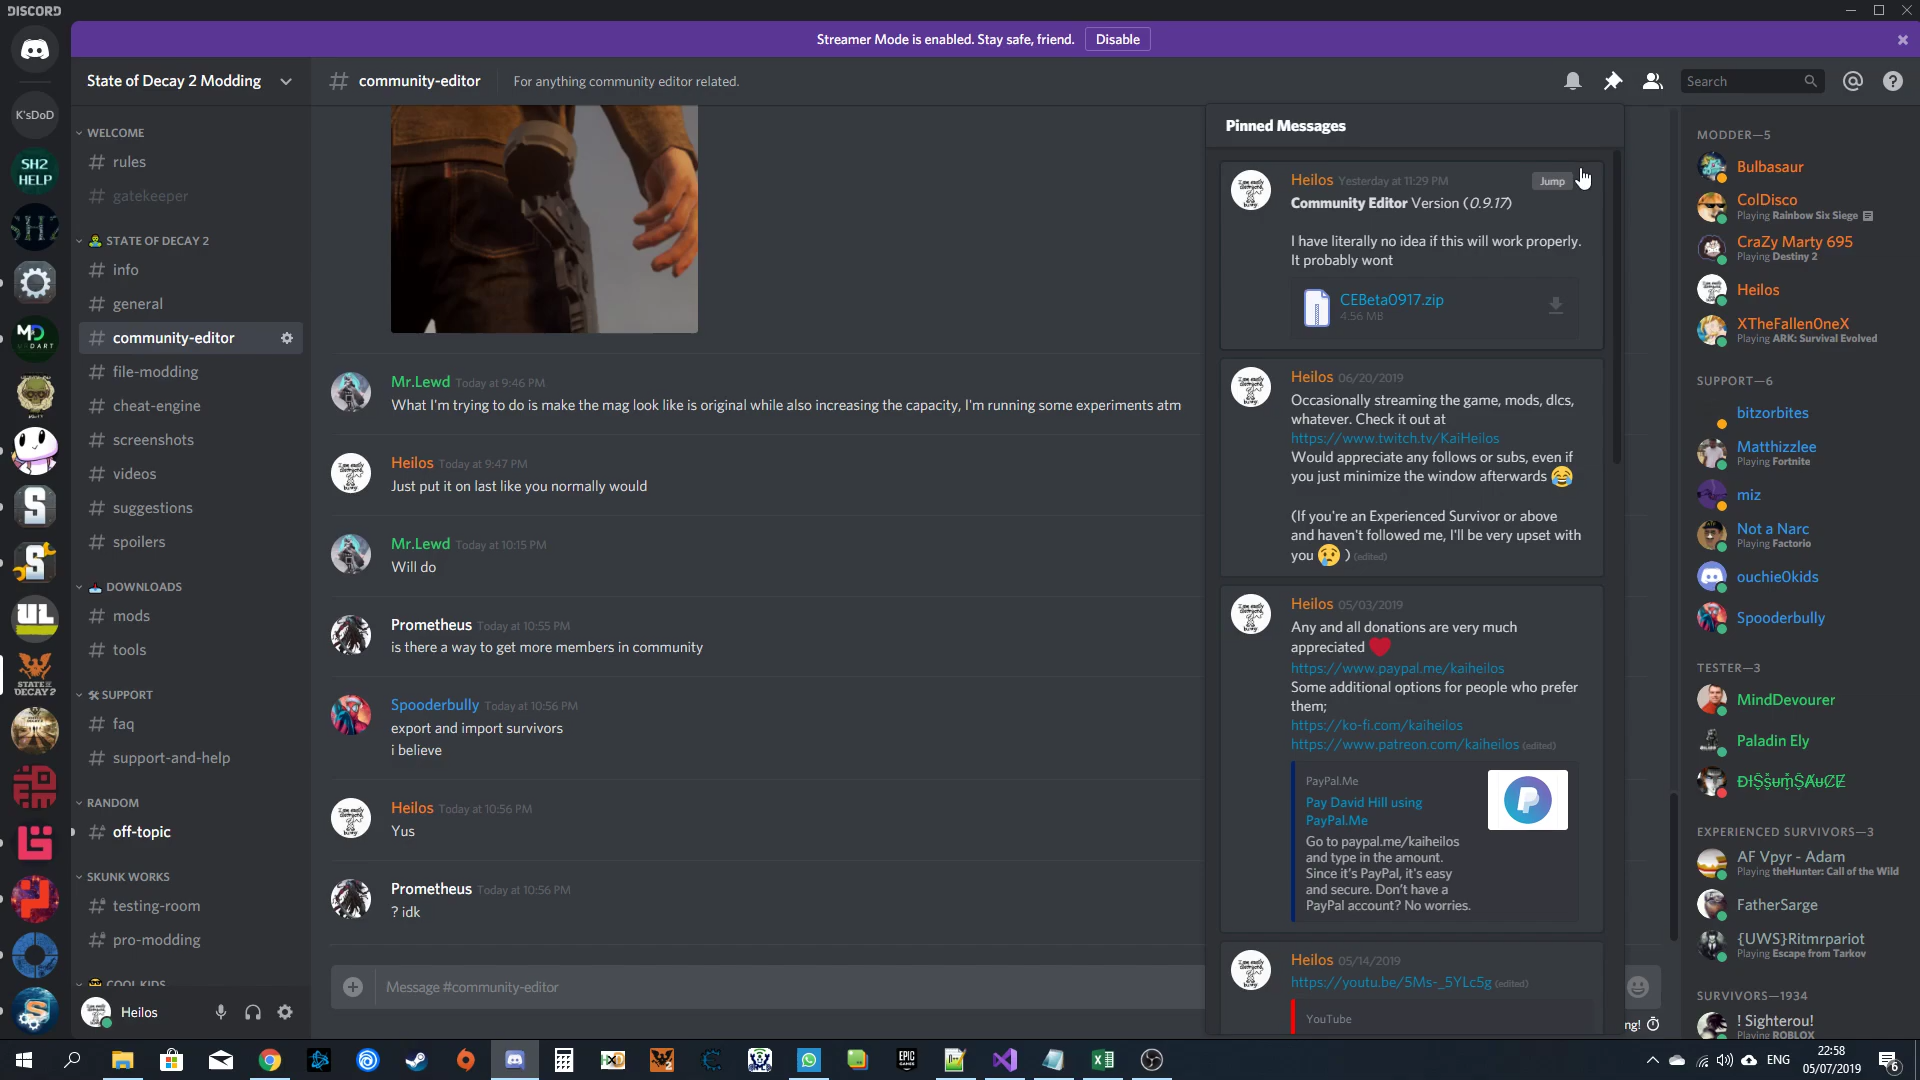 DISCORD
Streamer Mode is enabled. Stay safe, friend.
Disable
State of Decay 2 Modding
community-editor
For anything community editor related.
Search
K'sDoD
SH2
HELP
MD
UL
STATE OF
DECAY 2
WELCOME
rules
gatekeeper
STATE OF DECAY 2
info
general
community-editor
file-modding
cheat-engine
screenshots
videos
suggestions
spoilers
DOWNLOADS
mods
tools
SUPPORT
faq
support-and-help
RANDOM
off-topic
SKUNK WORKS
testing-room
pro-modding
COOL KIDS
Heilos
Mr.Lewd Today at 9:46 PM
What I'm trying to do is make the mag look like is original while also increasing the capacity, I'm running some experiments atm
Heilos Today at 9:47 PM
Just put it on last like you normally would
Mr.Lewd Today at 10:15 PM
Will do
Prometheus Today at 10:55 PM
is there a way to get more members in community
Spooderbully Today at 10:56 PM
export and import survivors
i believe
Heilos Today at 10:56 PM
Yus
Prometheus Today at 10:56 PM
? idk
Message #community-editor
Pinned Messages
Heilos Yesterday at 11:29 PM
Jump
Community Editor Version (0.9.17)
I have literally no idea if this will work properly.
It probably wont
CEBeta0917.zip
4.56 MB
Heilos 06/20/2019
Occasionally streaming the game, mods, dlcs,
whatever. Check it out at
https://www.twitch.tv/KaiHeilos
Would appreciate any follows or subs, even if
you just minimize the window afterwards 😂
(If you're an Experienced Survivor or above
and haven't followed me, I'll be very upset with
you 😢 ) (edited)
Heilos 05/03/2019
Any and all donations are very much
appreciated ❤
https://www.paypal.me/kaiheilos
Some additional options for people who prefer
them;
https://ko-fi.com/kaiheilos
https://www.patreon.com/kaiheilos (edited)
PayPal.Me
Pay David Hill using
PayPal.Me
Go to paypal.me/kaiheilos
and type in the amount.
Since it's PayPal, it's easy
and secure. Don't have a
PayPal account? No worries.
Heilos 05/14/2019
https://youtu.be/5Ms-_5YLc5g (edited)
YouTube
ng!
MODDER—5
Bulbasaur
ColDisco
Playing Rainbow Six Siege
CraZy Marty 695
Playing Destiny 2
Heilos
XTheFallen0neX
Playing ARK: Survival Evolved
SUPPORT—6
bitzorbites
Matthizzlee
Playing Fortnite
miz
Not a Narc
Playing Factorio
ouchie0kids
Spooderbully
TESTER—3
MindDevourer
Paladin Ely
EXPERIENCED SURVIVORS—3
AF Vpyr - Adam
Playing theHunter: Call of the Wild
FatherSarge
{UWS}Ritmrpariot
Playing Escape from Tarkov
SURVIVORS—1934
! Sighterou!
Playing ROBLOX
ENG
22:58
05/07/2019
6